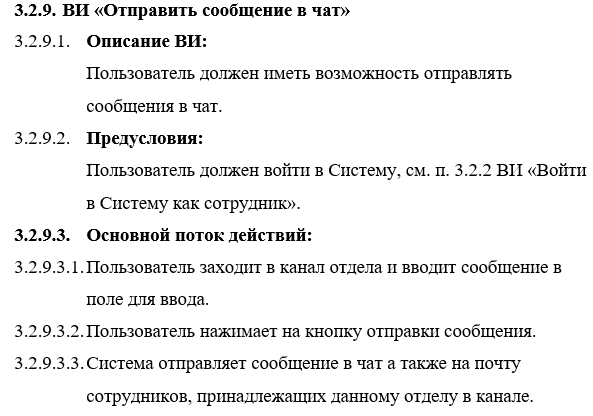 3.2.9. ВИ «Отправить сообщение в чат»
3.2.9.1. Описание ВИ:
Пользователь должен иметь возможность отправлять
сообщения в чат.
3.2.9.2. Предусловия:
Пользователь должен войти в Систему, см. п. 3.2.2 ВИ «Войти
в Систему как сотрудник».
3.2.9.3. Основной поток действий:
3.2.9.3.1. Пользователь заходит в канал отдела и вводит сообщение в
поле для ввода.
3.2.9.3.2. Пользователь нажимает на кнопку отправки сообщения.
3.2.9.3.3. Система отправляет сообщение в чат а также на почту
сотрудников, принадлежащих данному отделу в канале.